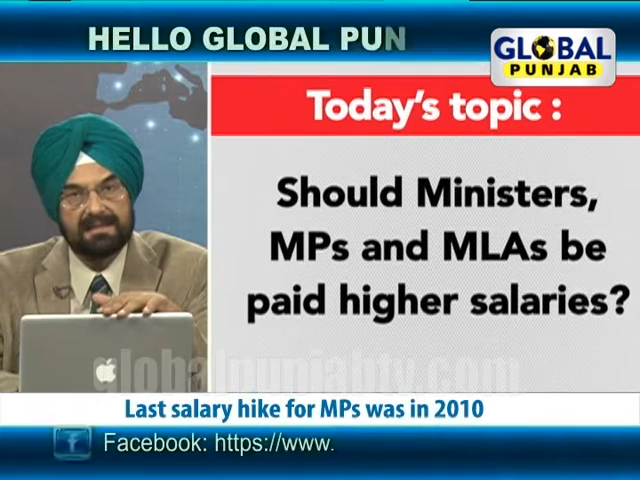 HELLO GLOBAL PUN
GLOBAL
PUNJAB
Today's topic :
Should Ministers,
MPs and MLAs be
paid higher salaries?
globalpunjabtv.com
Last salary hike for MPs was in 2010
f Facebook: https://www.